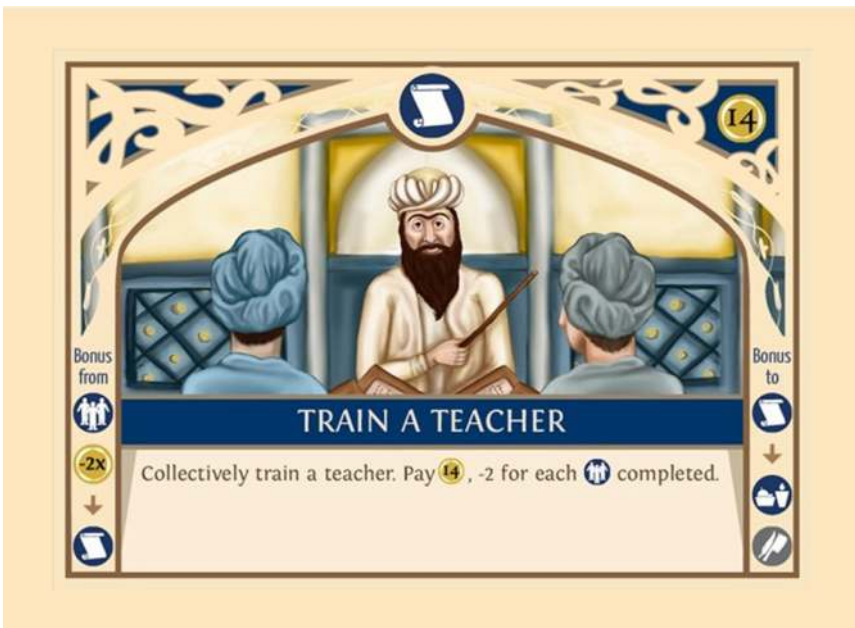 14
Bonus
from
-2x
Bonus
to
TRAIN A TEACHER
Collectively train a teacher. Pay 14, -2 for each completed.